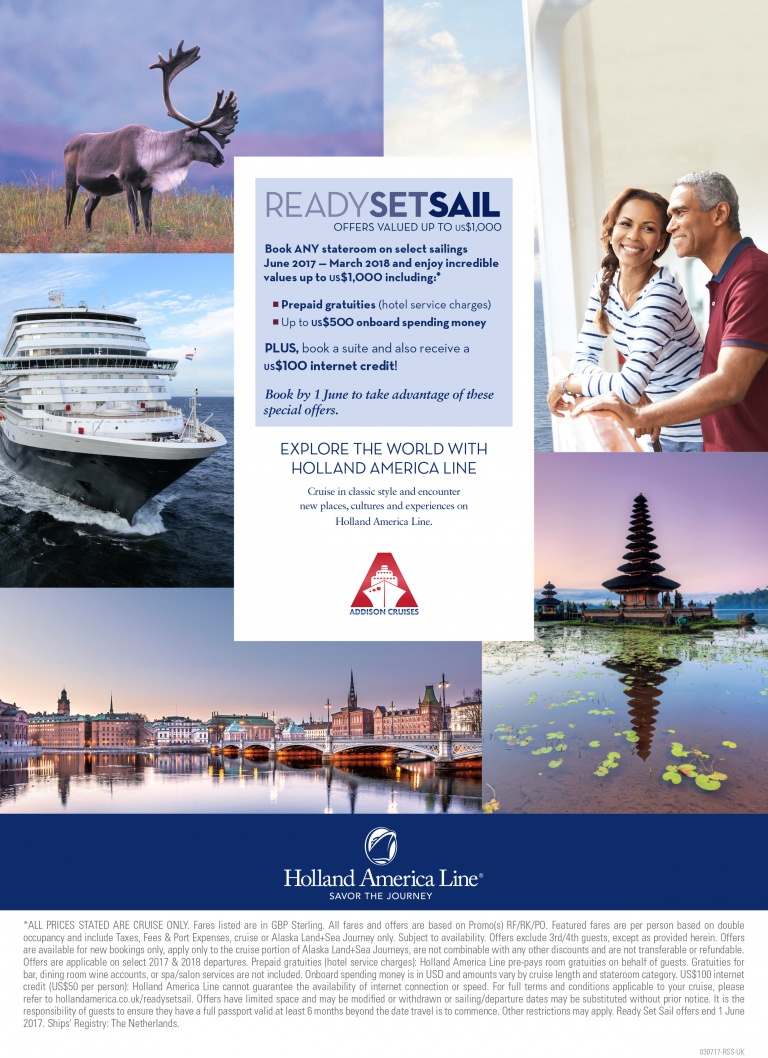 READYSETSAIL
OFFERS VALUED UP TO US$1,000
Book ANY stateroom on select sailings
June 2017 – March 2018 and enjoy incredible
values up to US$1,000 including:*
■ Prepaid gratuities (hotel service charges)
■ Up to US$500 onboard spending money
PLUS, book a suite and also receive a
US$100 internet credit!
Book by 1 June to take advantage of these
special offers.
EXPLORE THE WORLD WITH
HOLLAND AMERICA LINE
Cruise in classic style and encounter
new places, cultures and experiences on
Holland America Line.
ADDISON CRUISES
Holland America Line®
SAVOR THE JOURNEY
*ALL PRICES STATED ARE CRUISE ONLY. Fares listed are in GBP Sterling. All fares and offers are based on Promo(s) RF/RK/PO. Featured fares are per person based on double
occupancy and include Taxes, Fees & Port Expenses, cruise or Alaska Land+Sea Journey only. Subject to availability. Offers exclude 3rd/4th guests, except as provided herein. Offers
are available for new bookings only, apply only to the cruise portion of Alaska Land+Sea Journeys, are not combinable with any other discounts and are not transferable or refundable.
Offers are applicable on select 2017 & 2018 departures. Prepaid gratuities (hotel service charges): Holland America Line pre-pays room gratuities on behalf of guests. Gratuities for
bar, dining room wine accounts, or spa/salon services are not included. Onboard spending money is in USD and amounts vary by cruise length and stateroom category. US$100 internet
credit (US$50 per person): Holland America Line cannot guarantee the availability of internet connection or speed. For full terms and conditions applicable to your cruise, please
refer to hollandamerica.co.uk/readysetsail. Offers have limited space and may be modified or withdrawn or sailing/departure dates may be substituted without prior notice. It is the
responsibility of guests to ensure they have a full passport valid at least 6 months beyond the date travel is to commence. Other restrictions may apply. Ready Set Sail offers end 1 June
2017. Ships' Registry: The Netherlands.
030717-RSS-UK